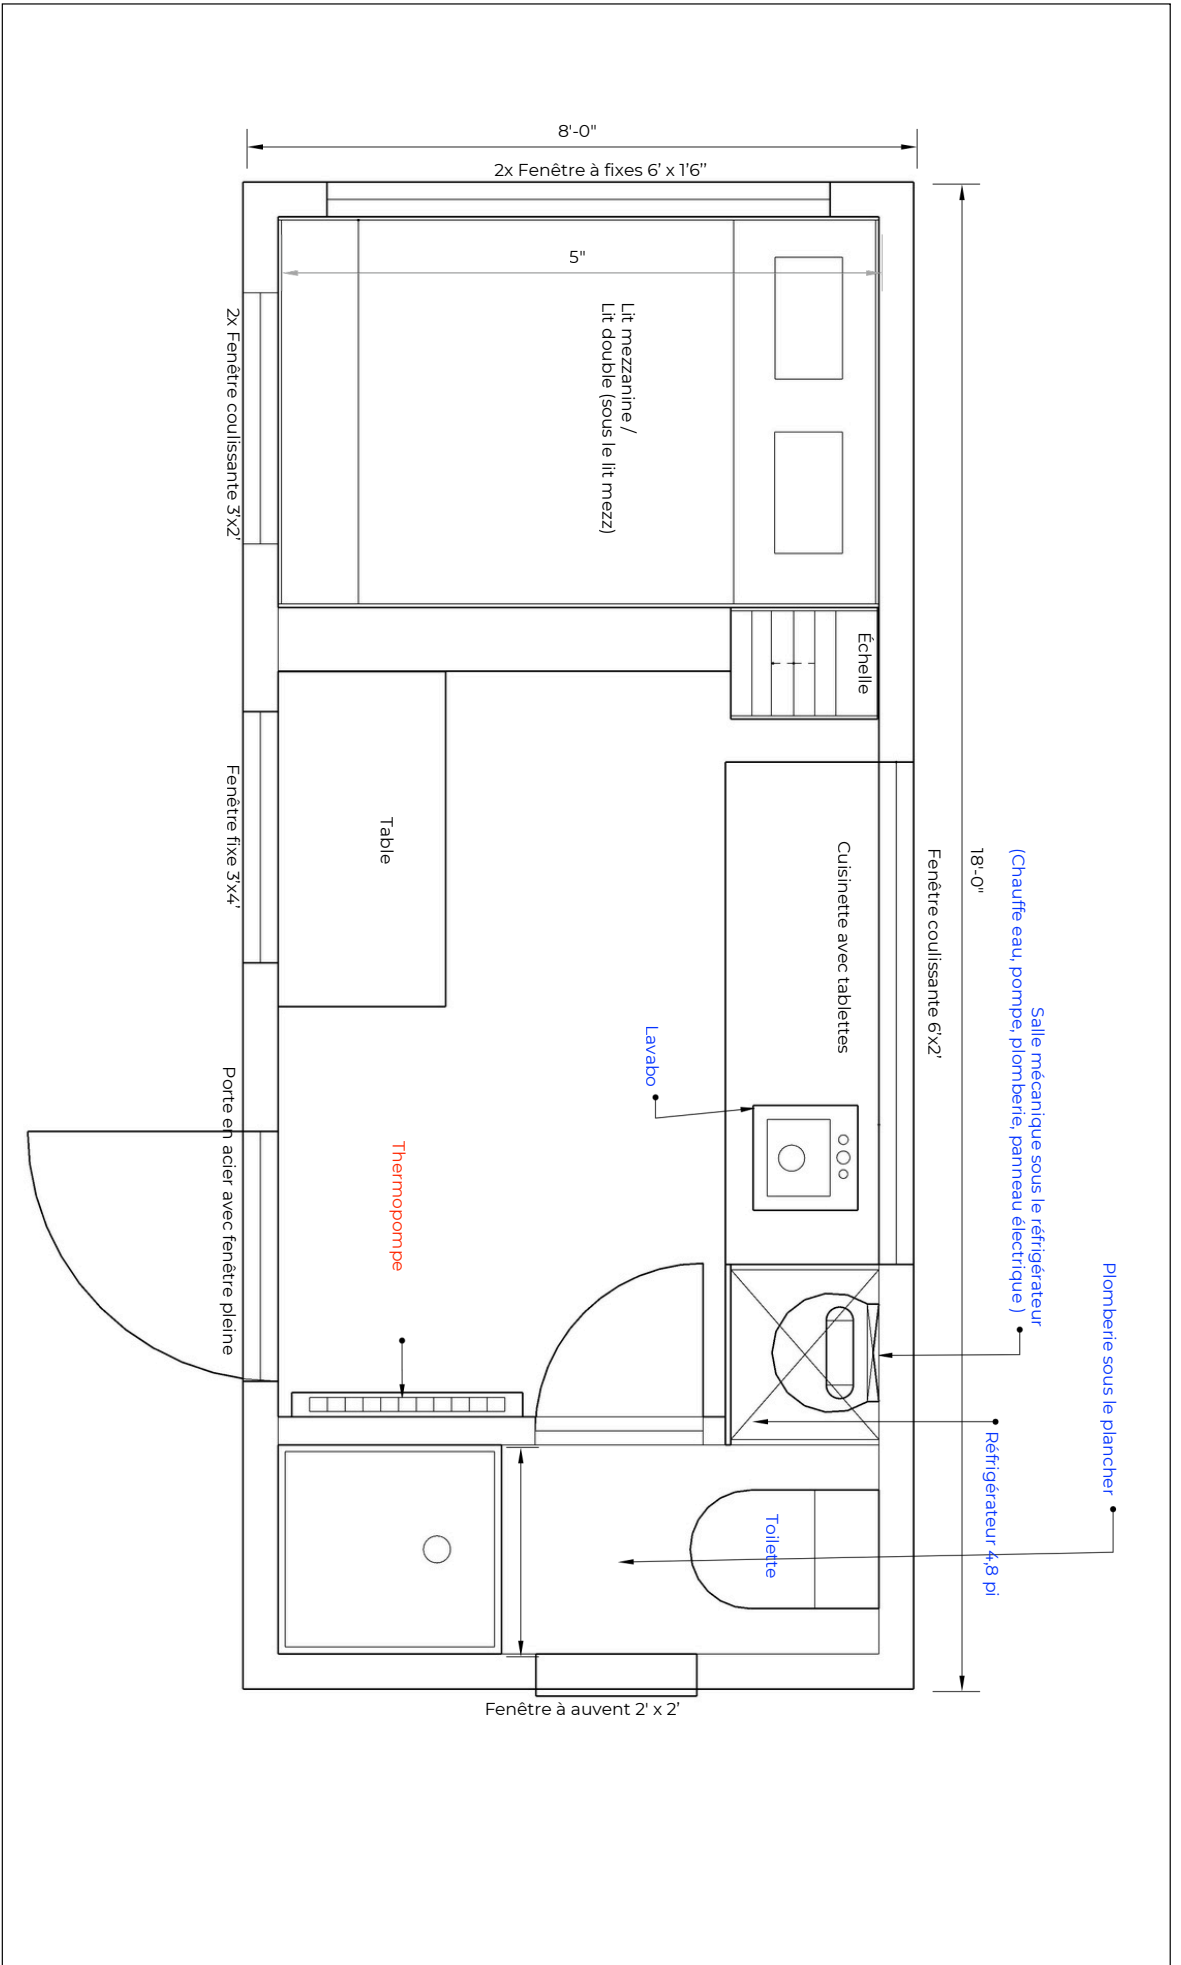 8'-0"
2x Fenêtre à fixes 6’ x 1’6’’
5"
Lit mezzanine /
Lit double (sous le lit mezz)
2x Fenêtre coulissante 3'x2'
Échelle
Fenêtre fixe 3'x4'
Table
Cuisinette avec tablettes
Fenêtre coulissante 6'x2'
18'-0"
Salle mécanique sous le réfrigérateur
(Chauffe eau, pompe, plomberie, panneau électrique )
Lavabo
Porte en acier avec fenêtre pleine
Thermopompe
Plomberie sous le plancher
Réfrigérateur 4,8 pi
Toilette
Fenêtre à auvent 2' x 2’